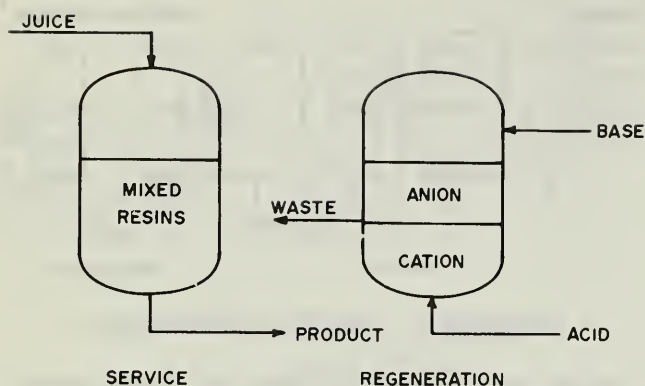 JUICE
MIXED
RESINS
PRODUCT
SERVICE
BASE
ANION
WASTE
CATION
ACID
REGENERATION